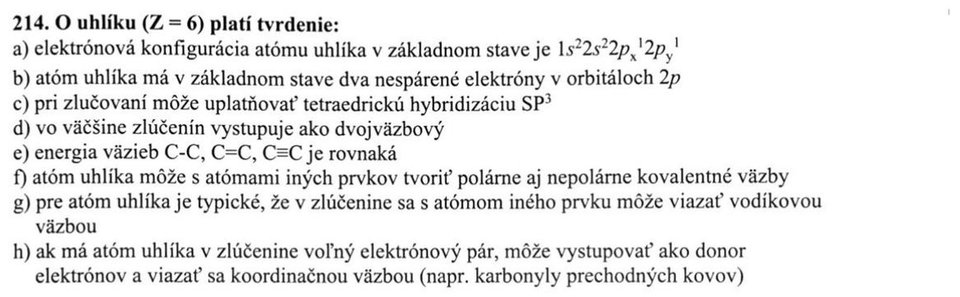 214. O uhlíku (Z = 6) platí tvrdenie:
a) elektrónová konfigurácia atómu uhlíka v základnom stave je 1s²2s²2pₓ¹2p_y¹
b) atóm uhlíka má v základnom stave dva nespárené elektróny v orbitáloch 2p
c) pri zlučovaní môže uplatňovať tetraedrickú hybridizáciu SP³
d) vo väčšine zlúčenín vystupuje ako dvojväzbový
e) energia väzieb C-C, C=C, C≡C je rovnaká
f) atóm uhlíka môže s atómami iných prvkov tvoriť polárne aj nepolárne kovalentné väzby
g) pre atóm uhlíka je typické, že v zlúčenine sa s atómom iného prvku môže viazať vodíkovou
väzbou
h) ak má atóm uhlíka v zlúčenine voľný elektrónový pár, môže vystupovať ako donor
elektrónov a viazať sa koordinačnou väzbou (napr. karbonyly prechodných kovov)